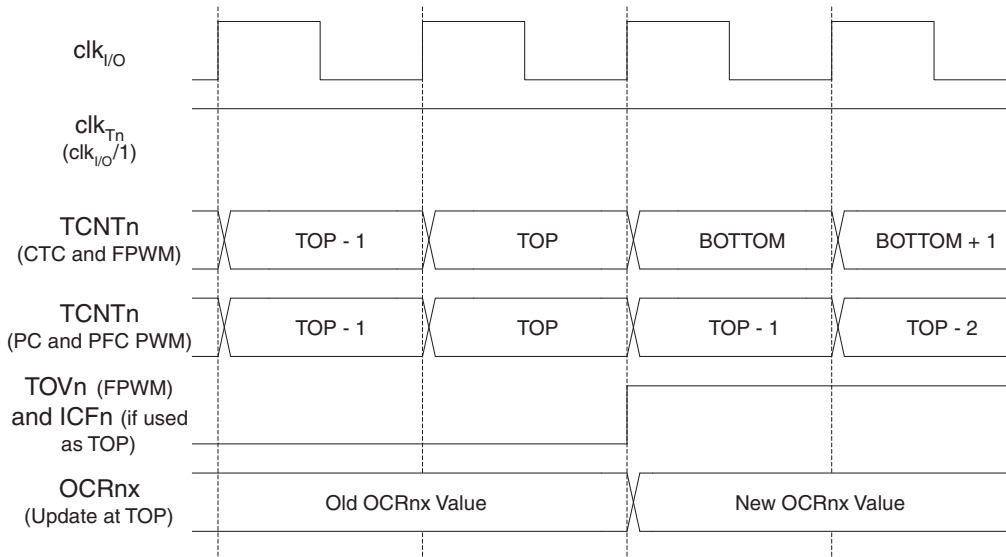 clkI/O
clkTn
(clkI/O/1)
TCNTn
(CTC and FPWM)
TOP - 1
TOP
BOTTOM
BOTTOM + 1
TCNTn
(PC and PFC PWM)
TOP - 1
TOP
TOP - 1
TOP - 2
TOVn (FPWM)
and ICFn (if used
as TOP)
OCRnx
(Update at TOP)
Old OCRnx Value
New OCRnx Value